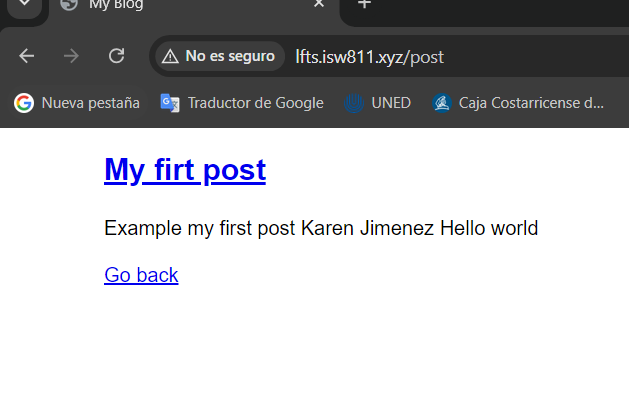 My Blog
No es seguro lfts.isw811.xyz/post
Nueva pestaña Traductor de Google UNED Caja Costarricense d...
My firt post
Example my first post Karen Jimenez Hello world
Go back